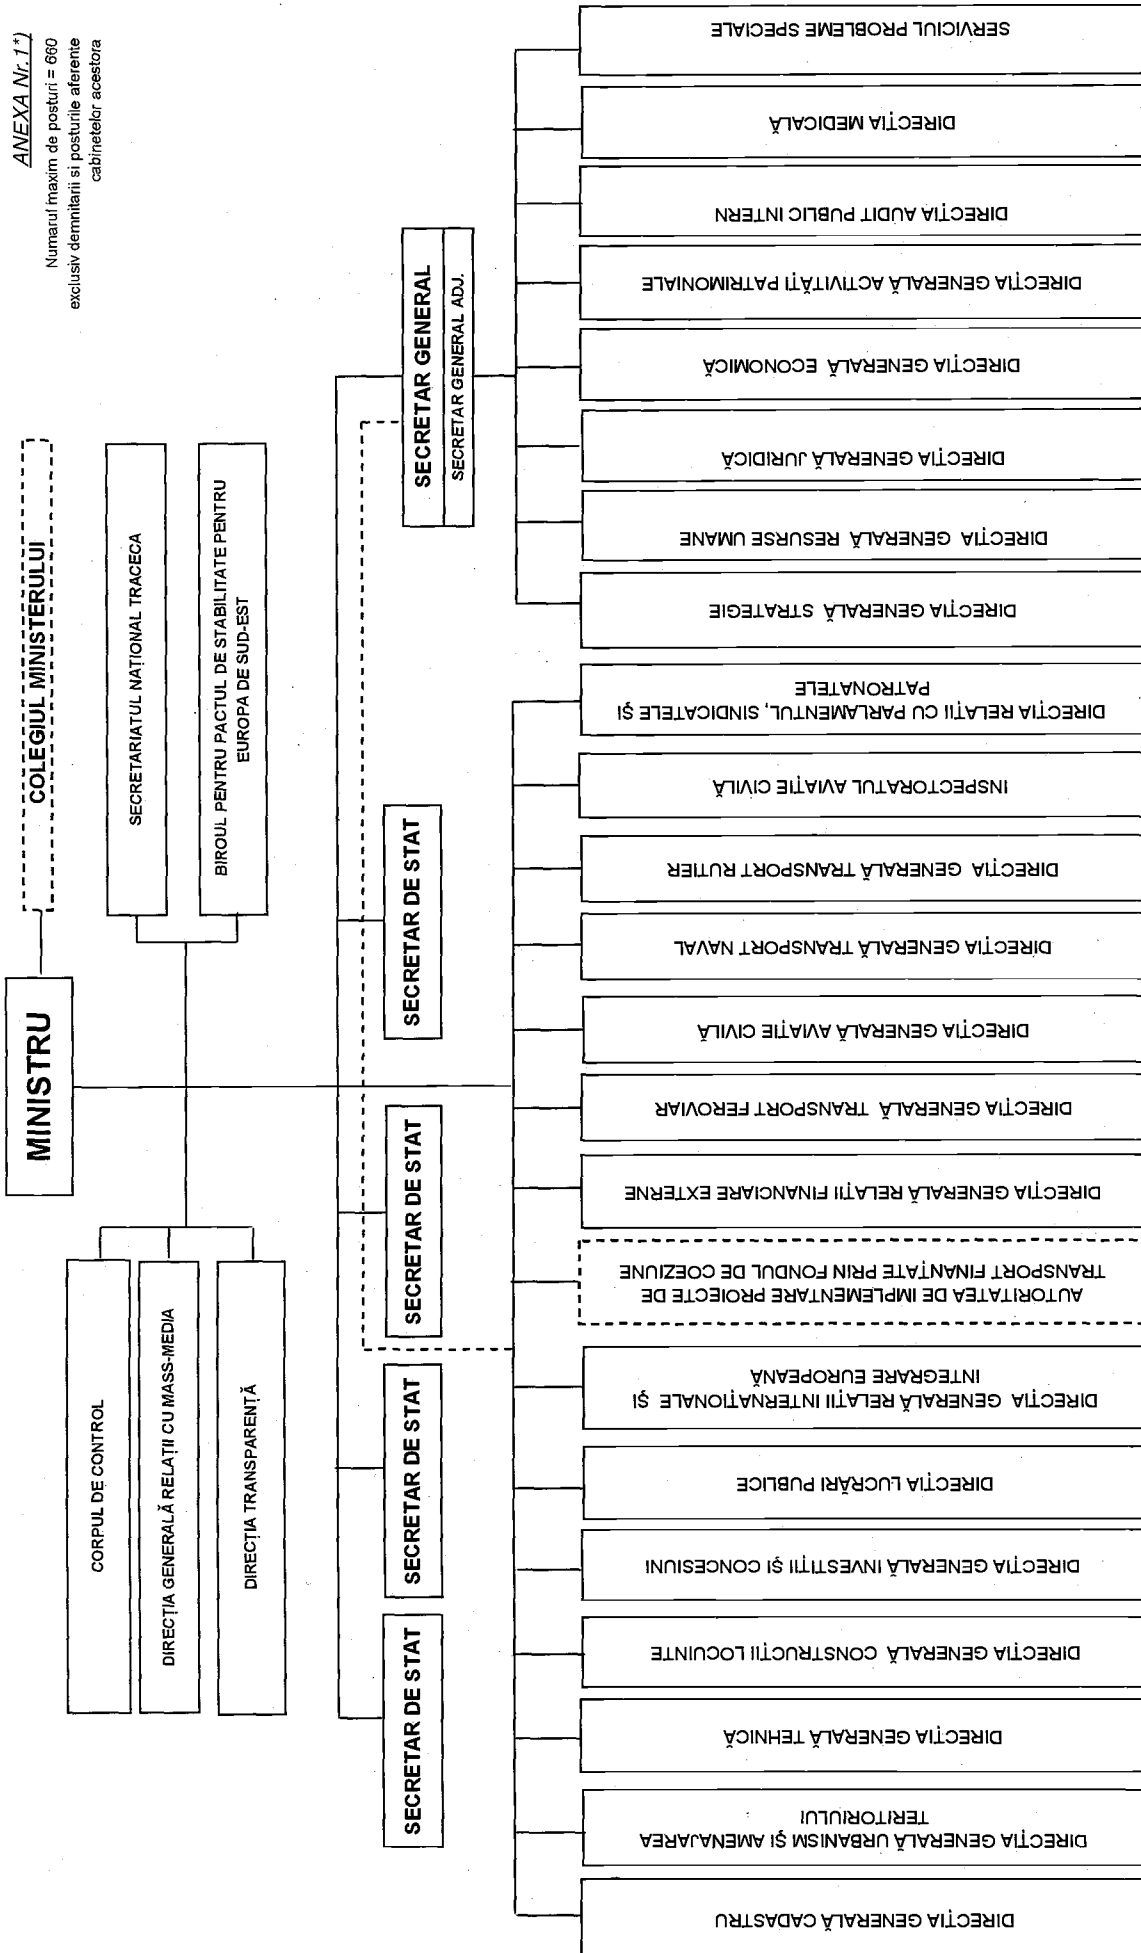 ANEXA Nr. 1*)
Numarul maxim de posturi = 660
exclusiv demnitarii si posturile aferente
cabinetelor acestora
MINISTRU
COLEGIUL MINISTERULUI
CORPUL DE CONTROL
DIRECȚIA GENERALĂ RELAȚII CU MASS-MEDIA
DIRECȚIA TRANSPARENȚĂ
SECRETARIATUL NAȚIONAL TRACECA
BIROUL PENTRU PACTUL DE STABILITATE PENTRU
EUROPA DE SUD-EST
SECRETAR DE STAT
SECRETAR DE STAT
SECRETAR DE STAT
SECRETAR DE STAT
SECRETAR GENERAL
SECRETAR GENERAL ADJ.
DIRECȚIA GENERALĂ CADASTRU
DIRECȚIA GENERALĂ URBANISM ȘI AMENAJAREA
TERITORIULUI
DIRECȚIA GENERALĂ TEHNICĂ
DIRECȚIA GENERALĂ CONSTRUCȚII LOCUINTE
DIRECȚIA GENERALĂ INVESTIȚII ȘI CONCESIUNI
DIRECȚIA LUCRĂRI PUBLICE
DIRECȚIA GENERALĂ RELAȚII INTERNAȚIONALE ȘI
INTEGRARE EUROPEANĂ
AUTORITATEA DE IMPLEMENTARE PROIECTE DE
TRANSPORT FINANȚATE PRIN FONDUL DE COEZIUNE
DIRECȚIA GENERALĂ RELAȚII FINANCIARE EXTERNE
DIRECȚIA GENERALĂ TRANSPORT FEROVIAR
DIRECȚIA GENERALĂ AVIAȚIE CIVILĂ
DIRECȚIA GENERALĂ TRANSPORT NAVAL
DIRECȚIA GENERALĂ TRANSPORT RUTIER
INSPECTORATUL AVIAȚIE CIVILĂ
DIRECȚIA RELAȚII CU PARLAMENTUL, SINDICATELE ȘI
PATRONATELE
DIRECȚIA GENERALĂ STRATEGIE
DIRECȚIA GENERALĂ RESURSE UMANE
DIRECȚIA GENERALĂ JURIDICĂ
DIRECȚIA GENERALĂ ECONOMICĂ
DIRECȚIA GENERALĂ ACTIVITĂȚI PATRIMONIALE
DIRECȚIA AUDIT PUBLIC INTERN
DIRECȚIA MEDICALĂ
SERVICIUL PROBLEME SPECIALE